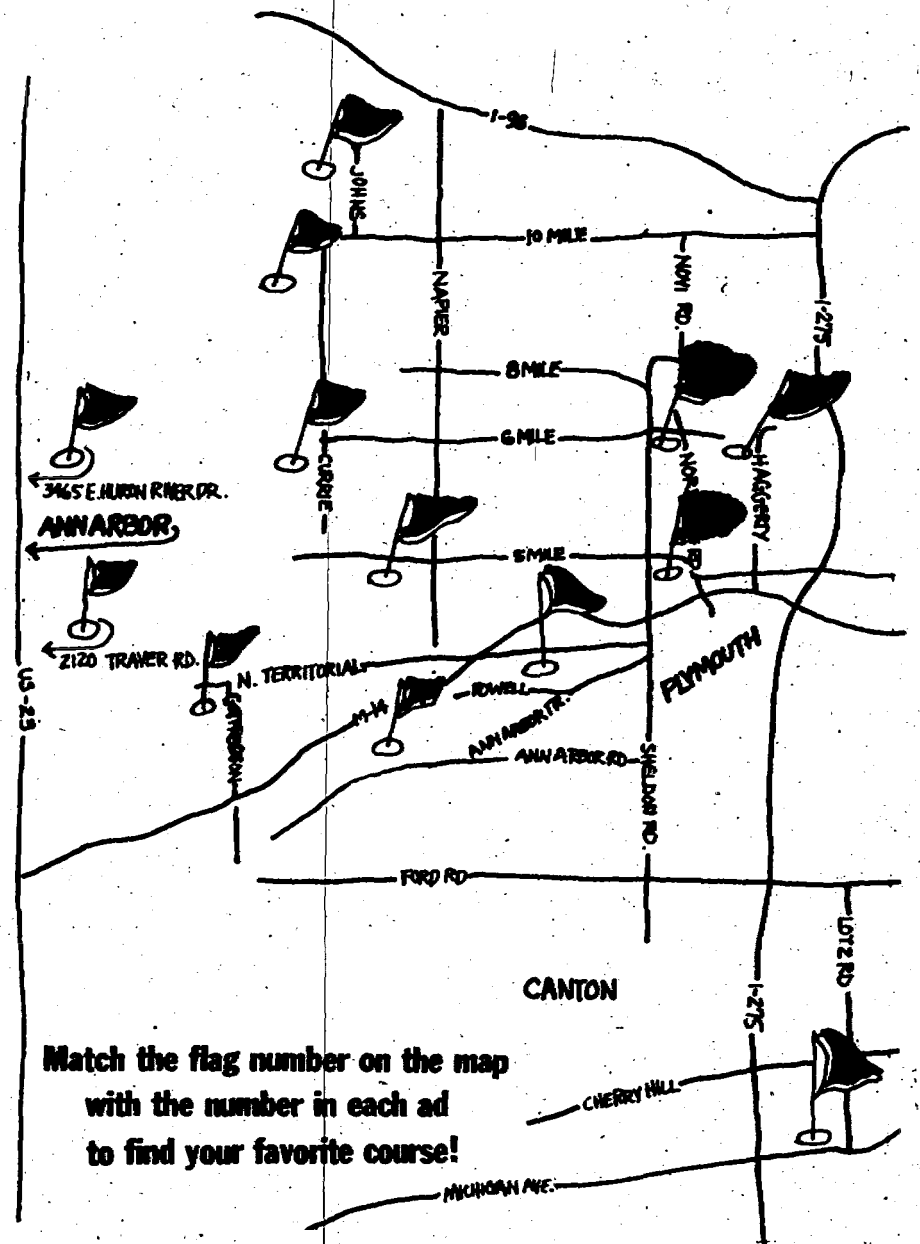 I-96
JOHNS
10 MILE
NAPIER
NOVI RD.
I-275
8 MILE
6 MILE
CURRIE
HAGGERTY
3465 E. HURON RIVER DR.
ANN ARBOR
5 MILE
2120 TRAVER RD.
N. TERRITORIAL
PLYMOUTH
US-23
POWELL
M-14
ANN ARBOR TR.
ANN ARBOR RD
SHELDON RD.
FORD RD
LOTZ RD
CANTON
I-275
Match the flag number on the map
with the number in each ad
to find your favorite course!
CHERRY HILL
MICHIGAN AVE.